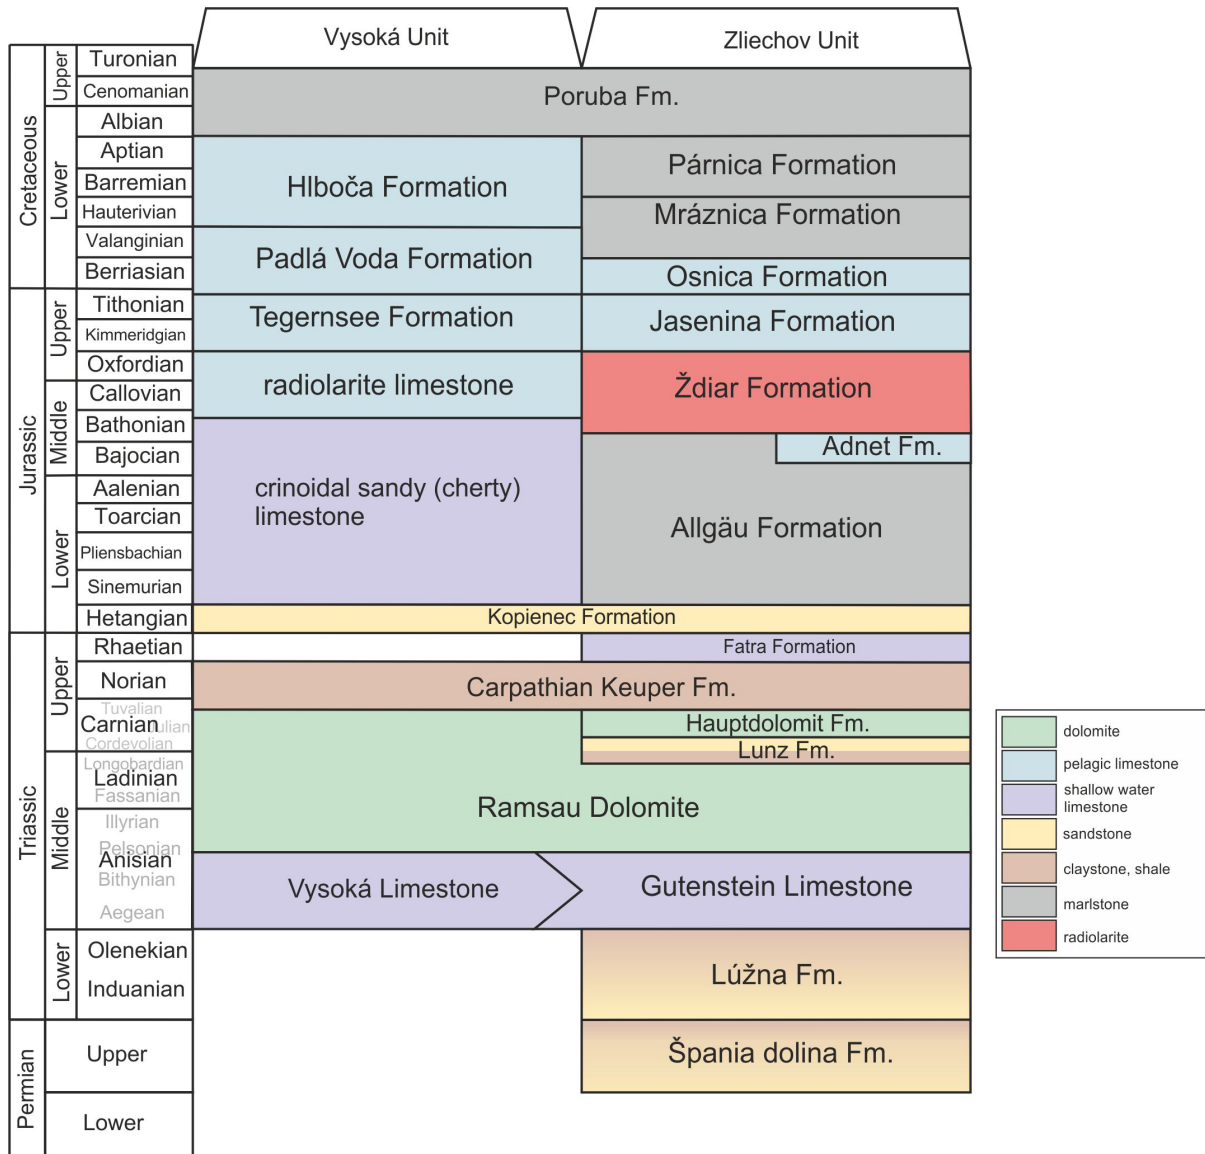 Vysoká Unit
Zliechov Unit
Cretaceous
Upper
Turonian
Cenomanian
Poruba Fm.
Lower
Albian
Aptian
Barremian
Hauterivian
Valanginian
Berriasian
Hlboča Formation
Párnica Formation
Mráznica Formation
Padlá Voda Formation
Osnica Formation
Jurassic
Upper
Tithonian
Kimmeridgian
Oxfordian
Tegernsee Formation
Jasenina Formation
Middle
Callovian
Bathonian
Bajocian
radiolarite limestone
Ždiar Formation
Adnet Fm.
Lower
Aalenian
Toarcian
Pliensbachian
Sinemurian
Hetangian
crinoidal sandy (cherty)
limestone
Allgäu Formation
Kopienec Formation
Triassic
Upper
Rhaetian
Norian
Tuvalian
Carnian
Julian
Cordevolian
Fatra Formation
Carpathian Keuper Fm.
Hauptdolomit Fm.
Lunz Fm.
Middle
Longobardian
Ladinian
Fassanian
Illyrian
Pelsonian
Anisian
Bithynian
Aegean
Ramsau Dolomite
Vysoká Limestone
Gutenstein Limestone
Lower
Olenekian
Induanian
Lúžna Fm.
Permian
Upper
Lower
Špania dolina Fm.
dolomite
pelagic limestone
shallow water
limestone
sandstone
claystone, shale
marlstone
radiolarite